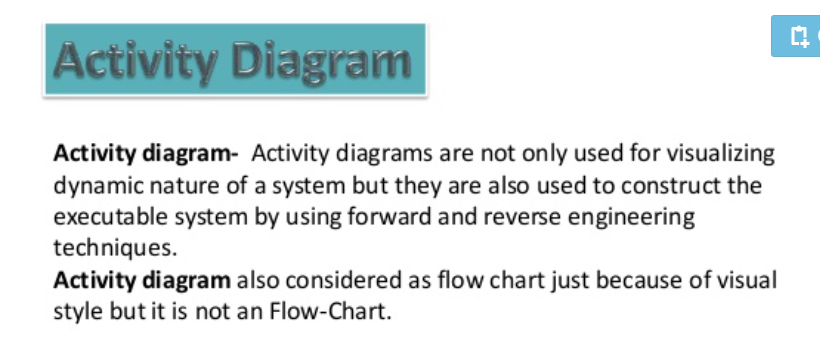 Activity Diagram
Activity diagram- Activity diagrams are not only used for visualizing
dynamic nature of a system but they are also used to construct the
executable system by using forward and reverse engineering
techniques.
Activity diagram also considered as flow chart just because of visual
style but it is not an Flow-Chart.